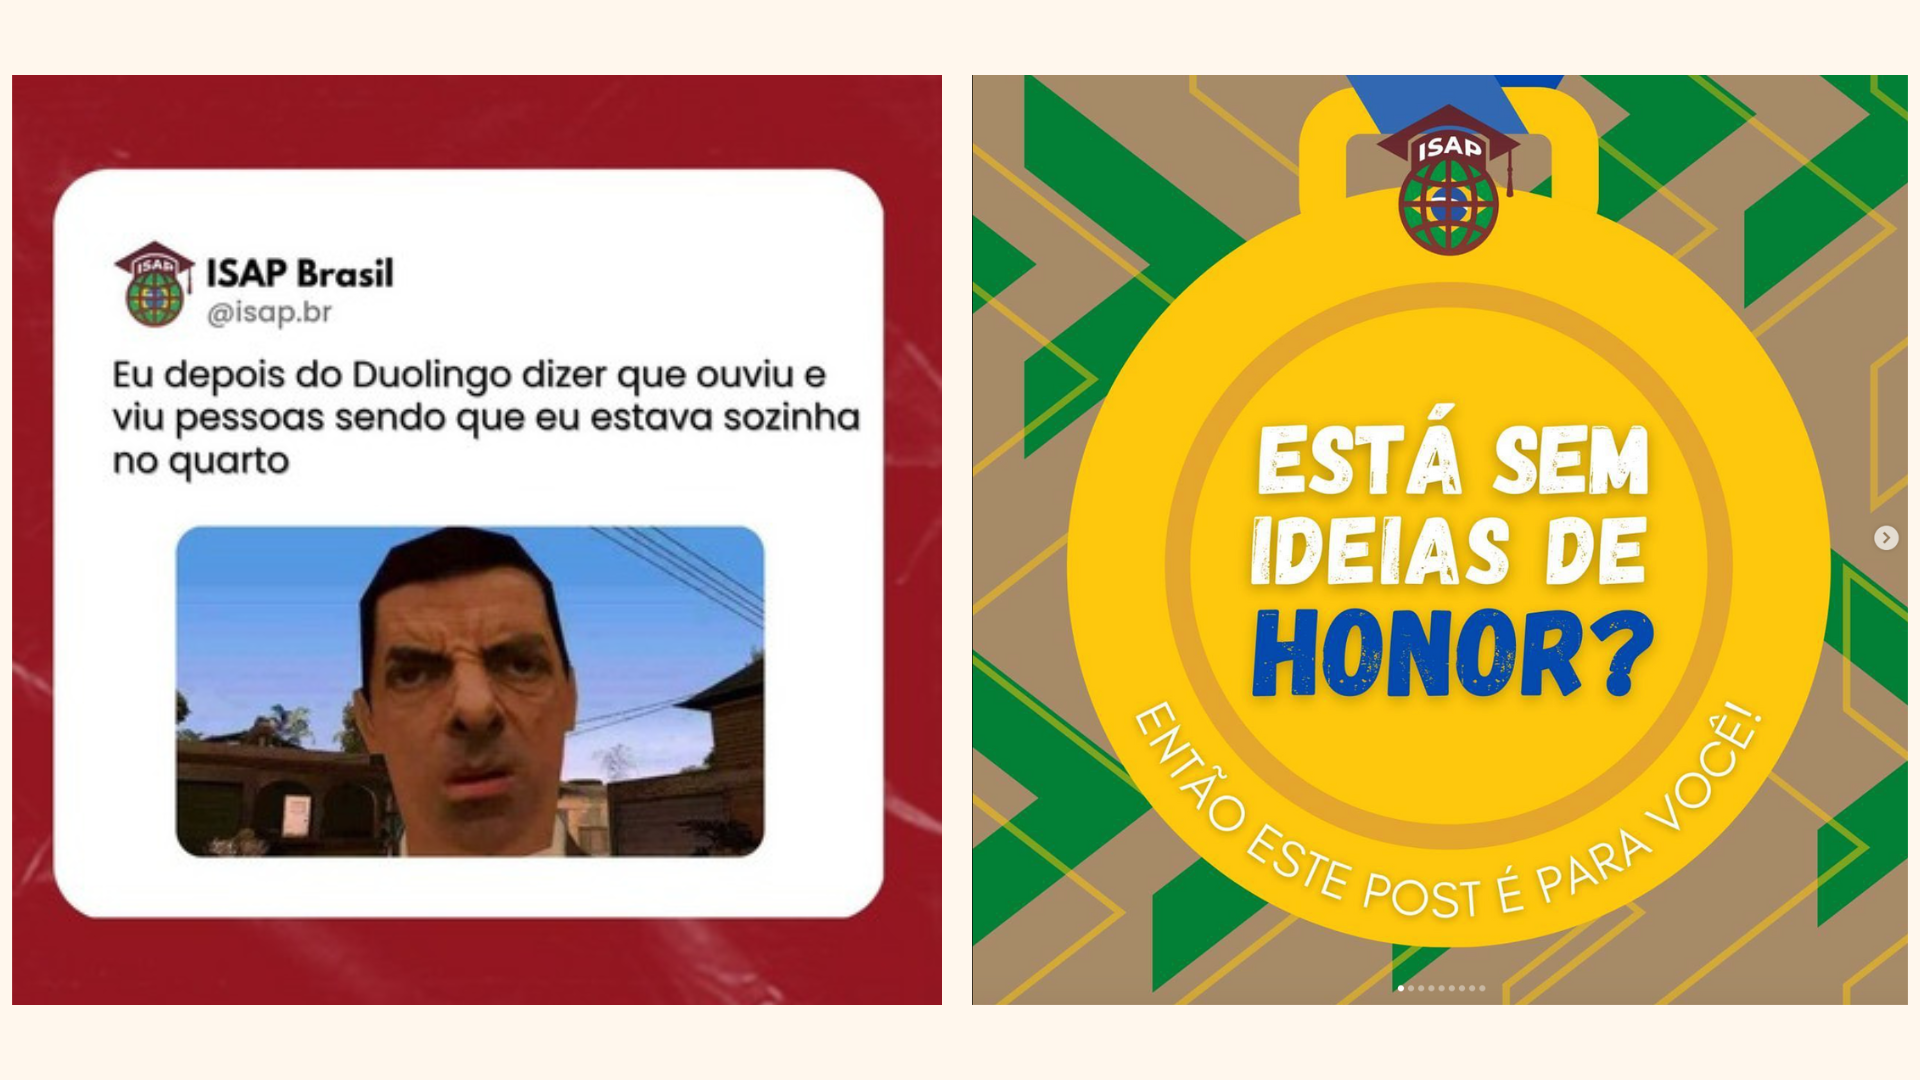 ISAP
ISAP Brasil
@isap.br
Eu depois do Duolingo dizer que ouviu e
viu pessoas sendo que eu estava sozinha
no quarto
ISAP
ESTÁ SEM
IDEIAS DE
HONOR?
ENTÃO ESTE POST É PARA VOCÊ!